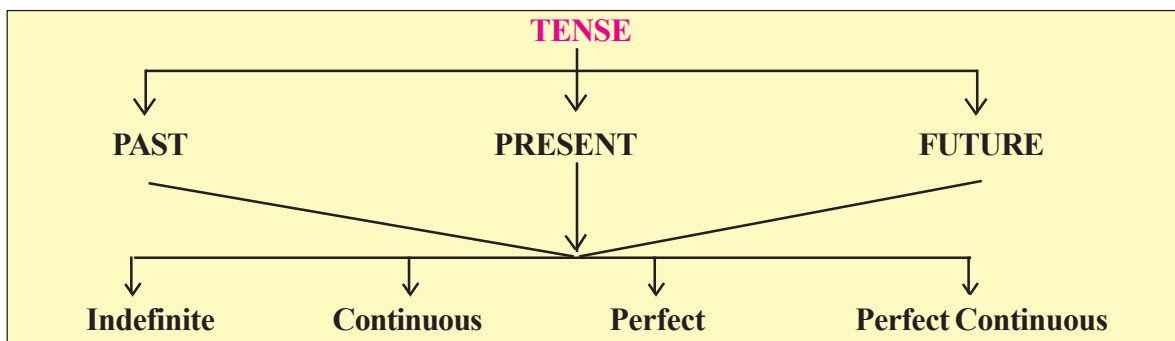 TENSE
PAST PRESENT FUTURE
Indefinite Continuous Perfect Perfect Continuous